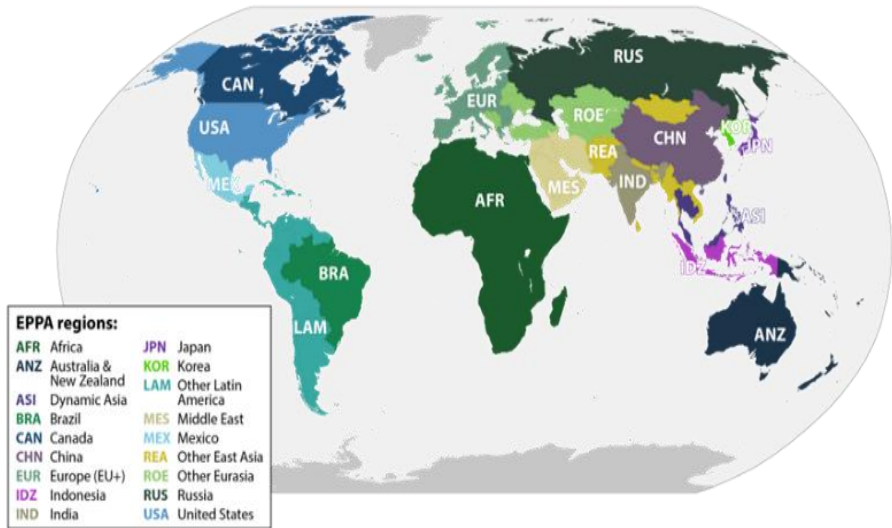 CAN
RUS
EUR
USA
ROE
KOR
CHN
JPN
REA
MEX
IND
MES
AFR
ASI
IDZ
BRA
LAM
ANZ
EPPA regions:
AFR Africa
ANZ Australia &
New Zealand
ASI Dynamic Asia
BRA Brazil
CAN Canada
CHN China
EUR Europe (EU+)
IDZ Indonesia
IND India
JPN Japan
KOR Korea
LAM Other Latin
America
MES Middle East
MEX Mexico
REA Other East Asia
ROE Other Eurasia
RUS Russia
USA United States